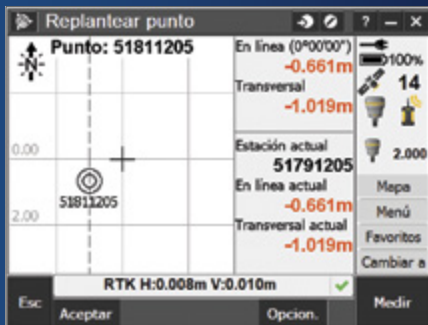 Replantear punto
? – ×
Punto: 51811205
N
0.00
2.00
51811205
En línea (0°00'00")
-0.661m
Transversal
-1.019m
Estación actual
51791205
En línea actual
-0.661m
Transversal actual
-1.019m
100%
14
2.000
Mapa
Menú
Favoritos
Cambiar a
RTK H:0.008m V:0.010m
Esc
Aceptar
Opcion.
Medir